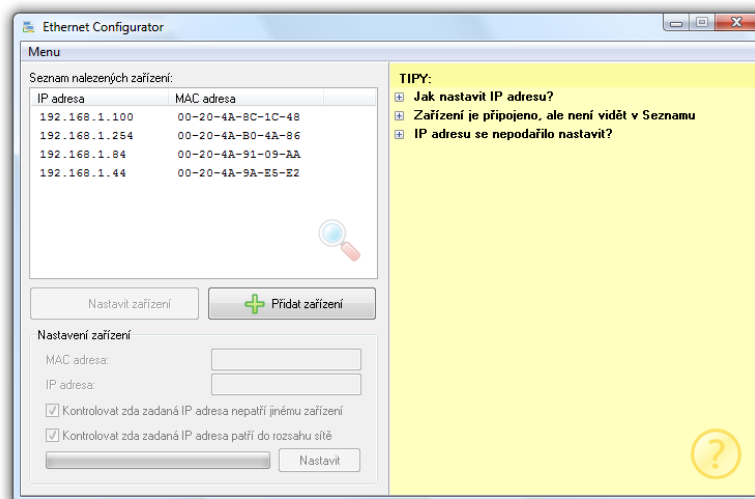 Ethernet Configurator
Menu
Seznam nalezených zařízení:
IP adresa MAC adresa
192.168.1.100 00-20-4A-8C-1C-48
192.168.1.254 00-20-4A-B0-4A-86
192.168.1.84 00-20-4A-91-09-AA
192.168.1.44 00-20-4A-9A-E5-E2
Nastavit zařízení Přidat zařízení
Nastavení zařízení
MAC adresa:
IP adresa:
Kontrolovat zda zadaná IP adresa nepatří jinému zařízení
Kontrolovat zda zadaná IP adresa patří do rozsahu sítě
Nastavit
TIPY:
Jak nastavit IP adresu?
Zařízení je připojeno, ale není vidět v Seznamu
IP adresu se nepodařilo nastavit?